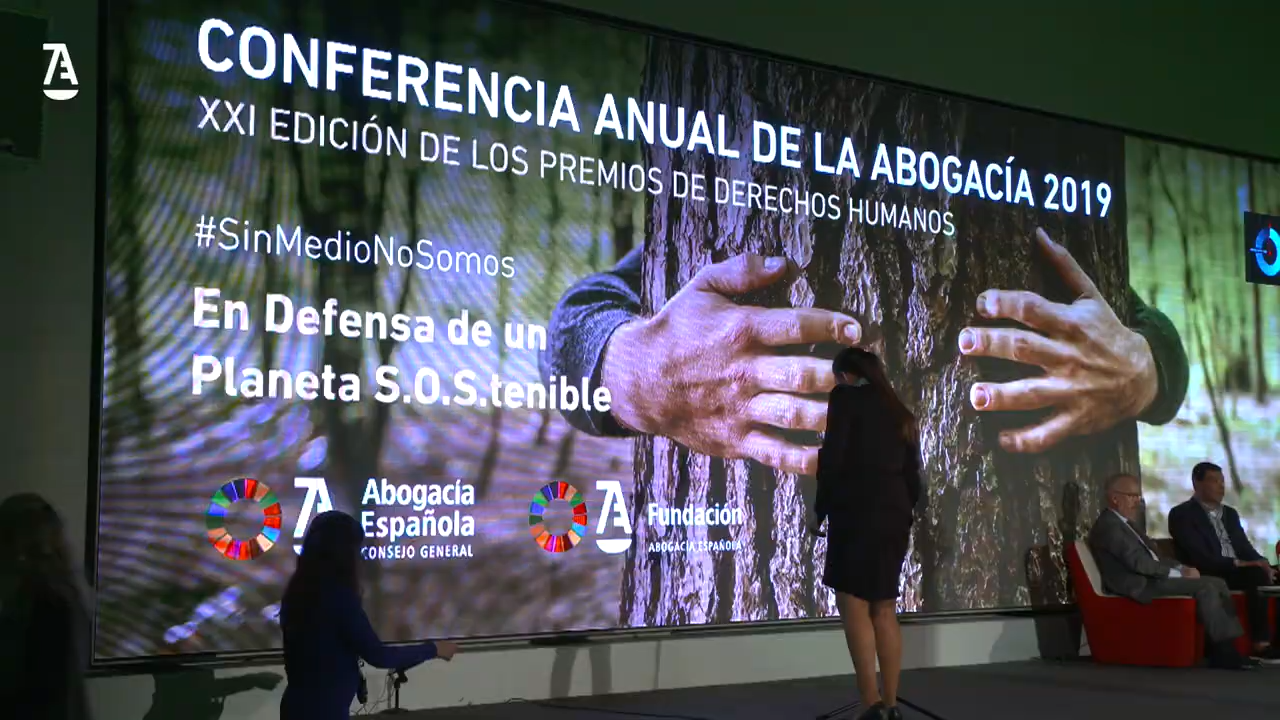 CONFERENCIA ANUAL DE LA ABOGACÍA 2019
XXI EDICIÓN DE LOS PREMIOS DE DERECHOS HUMANOS
#SinMedioNoSomos
En Defensa de un
Planeta S.O.S.tenible
Abogacía
Española
CONSEJO GENERAL
Fundación
ABOGACÍA ESPAÑOLA